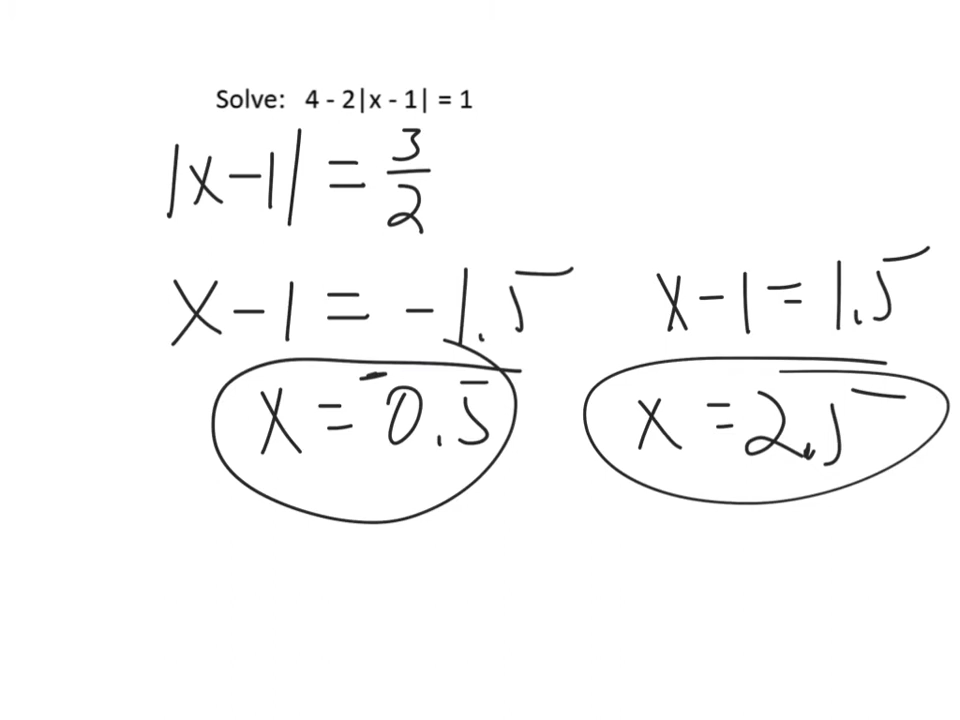 Solve: 4 - 2|x - 1| = 1
|x-1| = 3/2
x-1 = -1.5
x-1 = 1.5
x = -0.5
x = 2.5